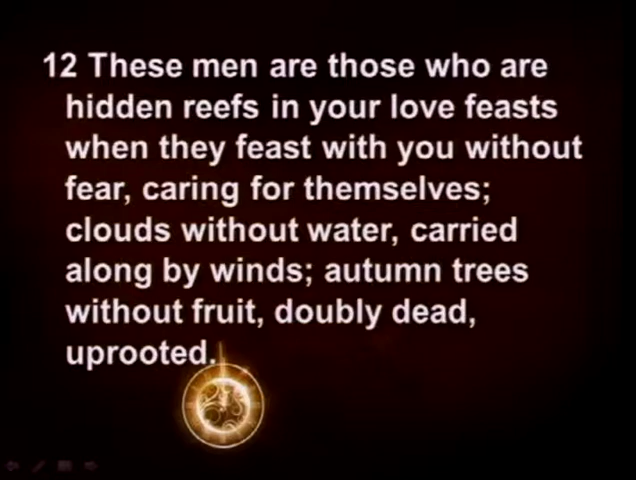 12 These men are those who are
hidden reefs in your love feasts
when they feast with you without
fear, caring for themselves;
clouds without water, carried
along by winds; autumn trees
without fruit, doubly dead,
uprooted.